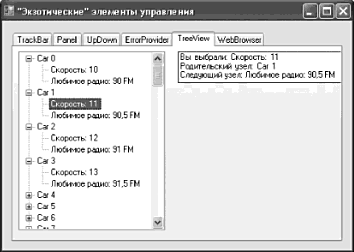 "Экзотические" элементы управления
TrackBar Panel UpDown ErrorProvider TreeView WebBrowser
Car 0
Скорость: 10
Любимое радио: 90 FM
Car 1
Скорость: 11
Любимое радио: 90,5 FM
Car 2
Скорость: 12
Любимое радио: 91 FM
Car 3
Скорость: 13
Любимое радио: 91,5 FM
Car 4
Car 5
Car 6
Car 7
Вы выбрали: Скорость: 11
Родительский узел: Car 1
Следующий узел: Любимое радио: 90,5 FM